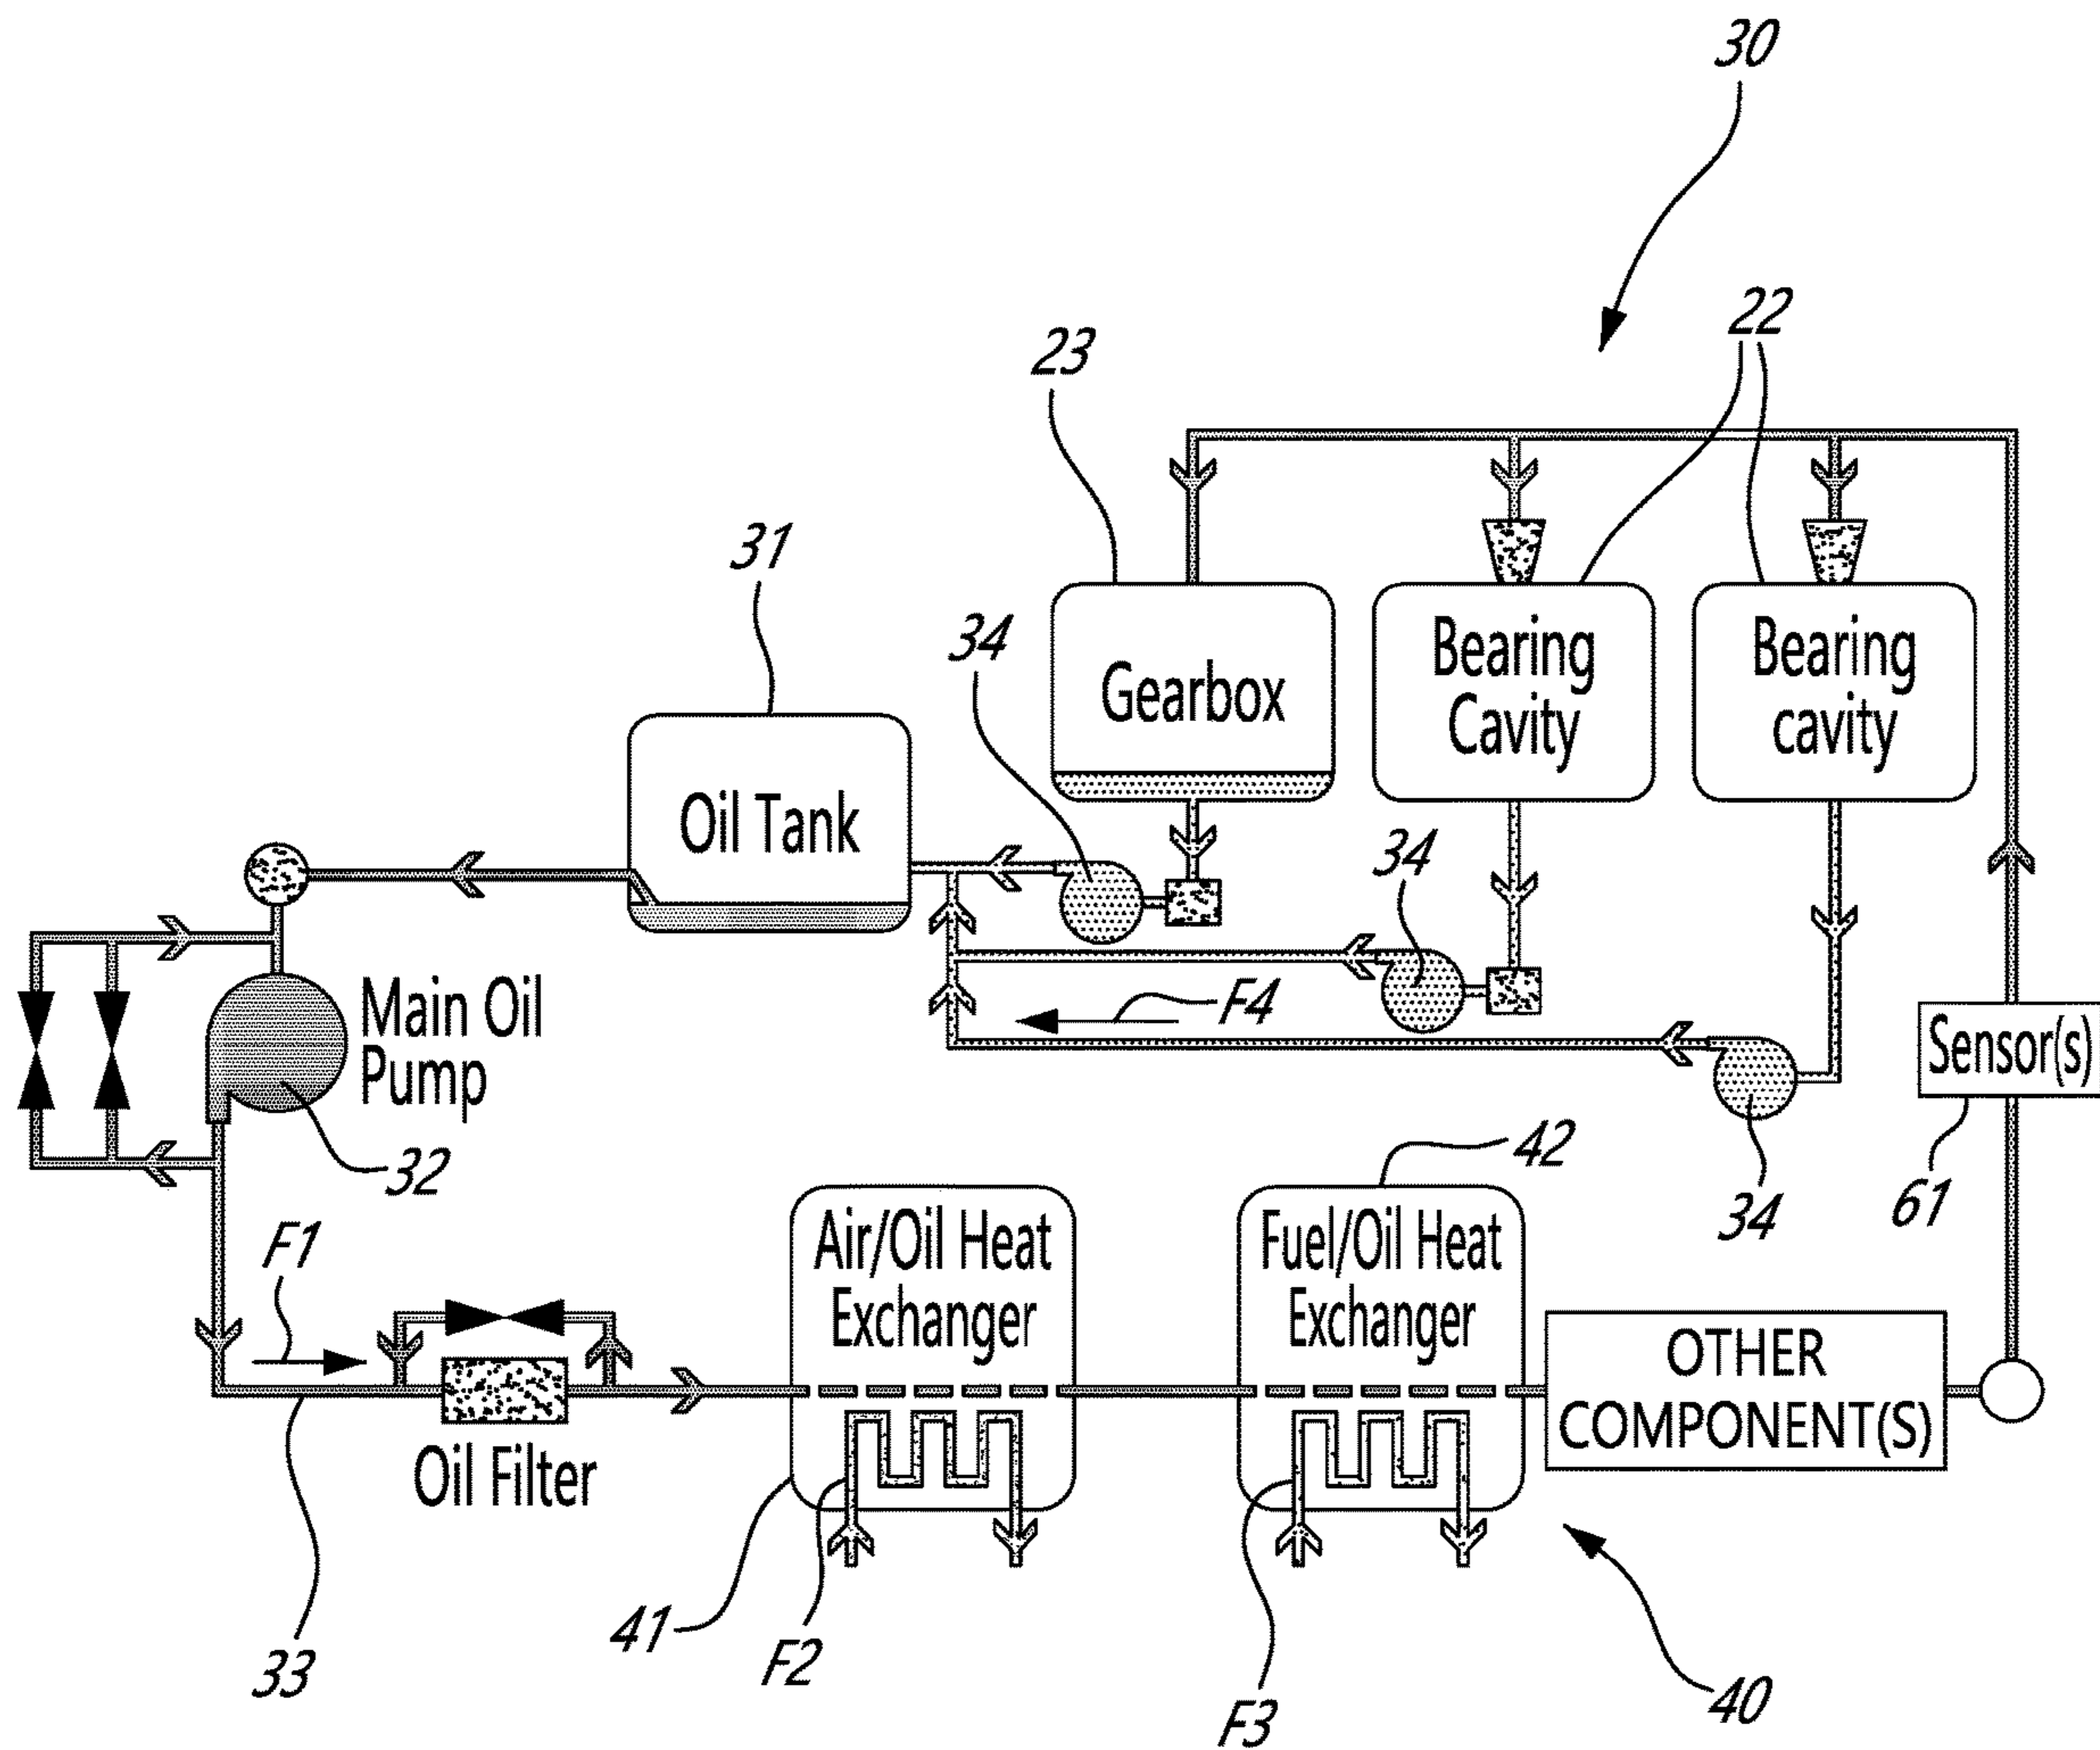 30
22
23
31
34
Gearbox
Bearing
Cavity
Bearing
cavity
Oil Tank
34
Main Oil
Pump
F4
Sensor(s)
32
42
34
61
F1
Air/Oil Heat
Exchanger
Fuel/Oil Heat
Exchanger
OTHER
COMPONENT(S)
Oil Filter
41
F2
33
F3
40